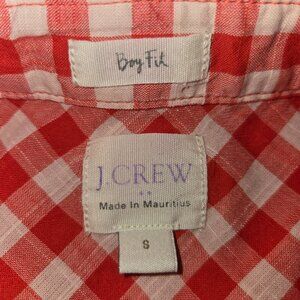 Boy Fit
J.CREW
**
Made In Mauritius
S